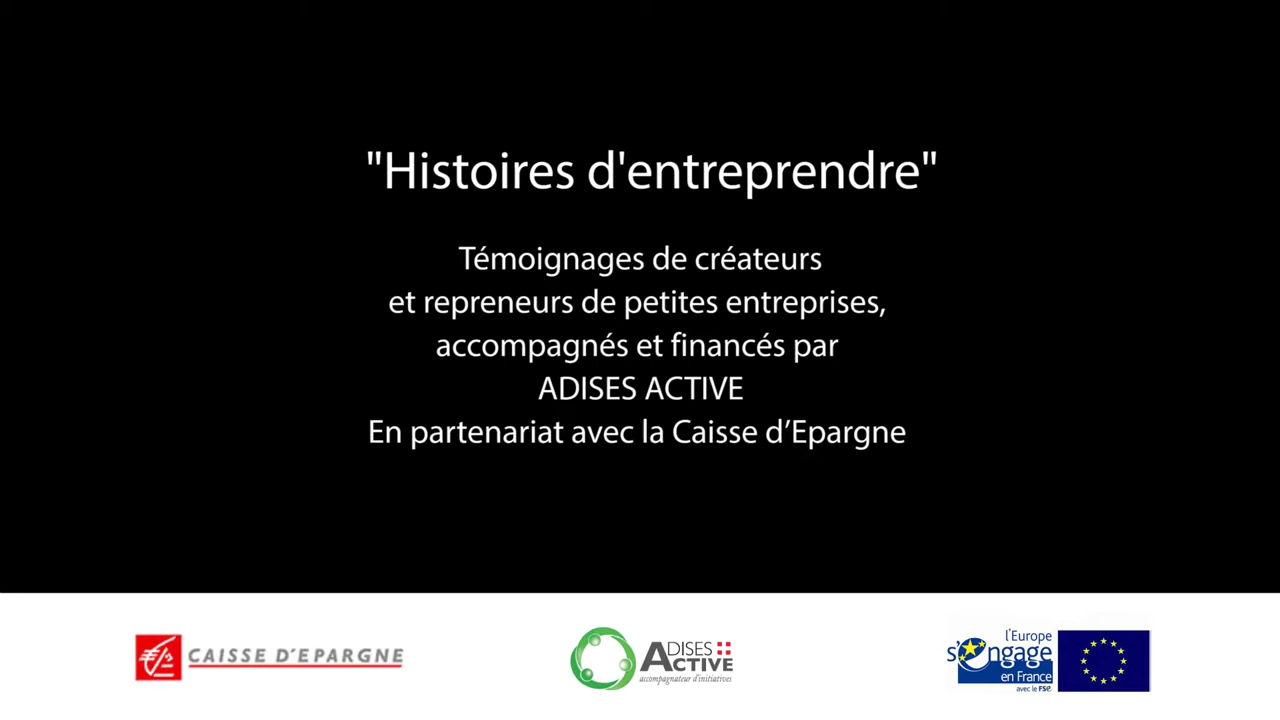 "Histoires d'entreprendre"
Témoignages de créateurs
et repreneurs de petites entreprises,
accompagnés et financés par
ADISES ACTIVE
En partenariat avec la Caisse d’Epargne
CAISSE D'EPARGNE
ADISES
ACTIVE
accompagnateur d'initiatives
l'Europe
s'engage
en France
avec le FSE